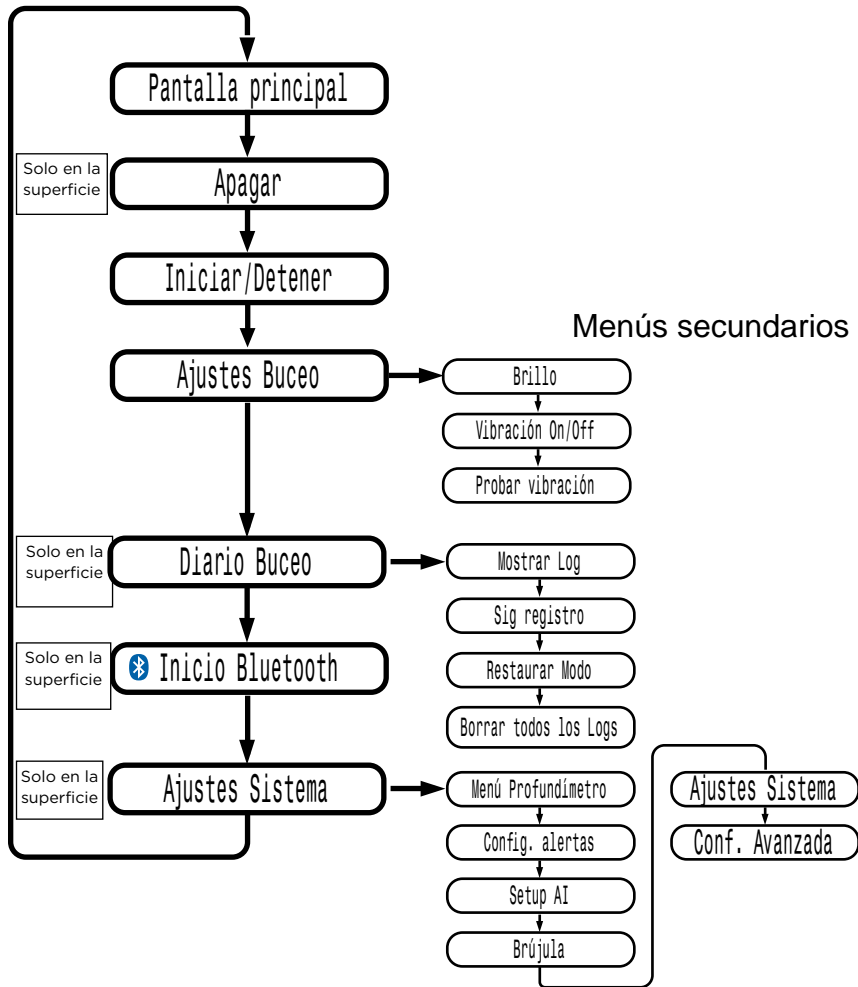 Pantalla principal
Solo en la
superficie
Apagar
Iniciar/Detener
Menús secundarios
Ajustes Buceo
Brillo
Vibración On/Off
Probar vibración
Solo en la
superficie
Diario Buceo
Mostrar Log
Sig registro
Restaurar Modo
Borrar todos los Logs
Solo en la
superficie
Inicio Bluetooth
Solo en la
superficie
Ajustes Sistema
Menú Profundímetro
Config. alertas
Setup AI
Brújula
Ajustes Sistema
Conf. Avanzada